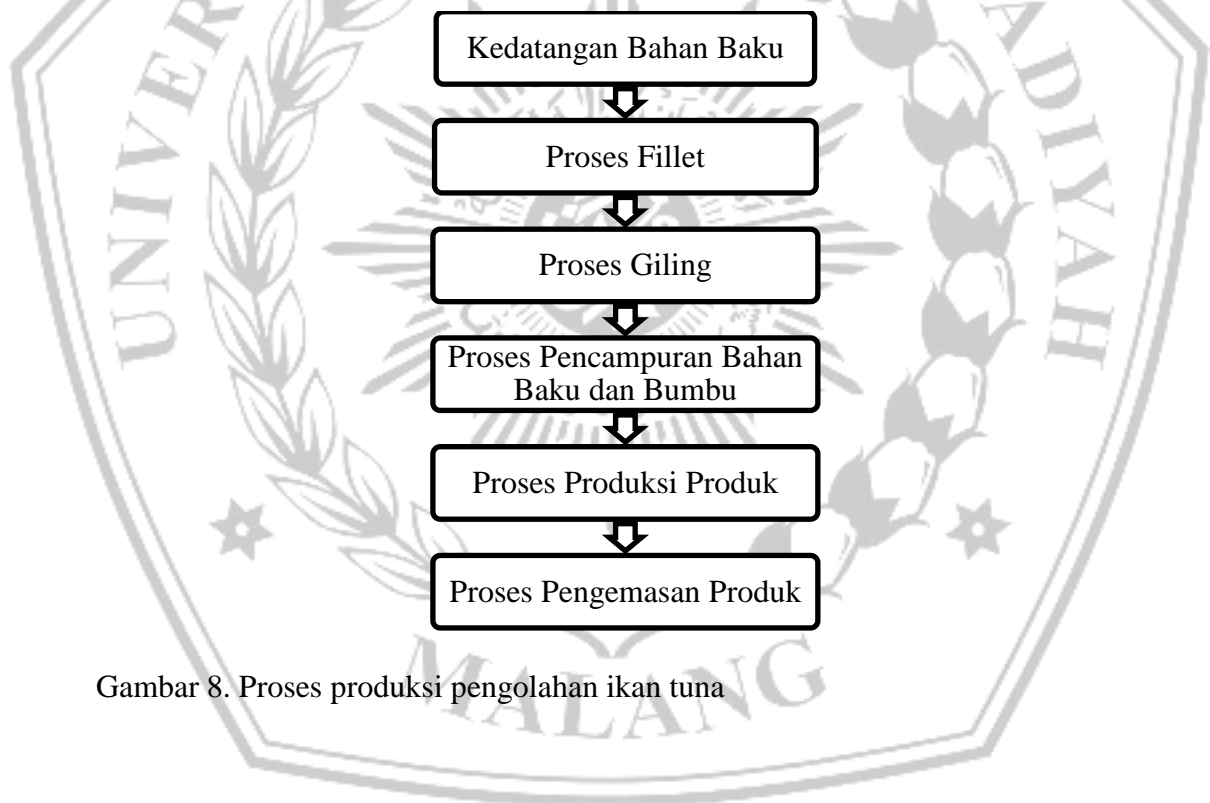 Kedatangan Bahan Baku
Proses Fillet
Proses Giling
Proses Pencampuran Bahan
Baku dan Bumbu
Proses Produksi Produk
Proses Pengemasan Produk
Gambar 8. Proses produksi pengolahan ikan tuna
MALANG